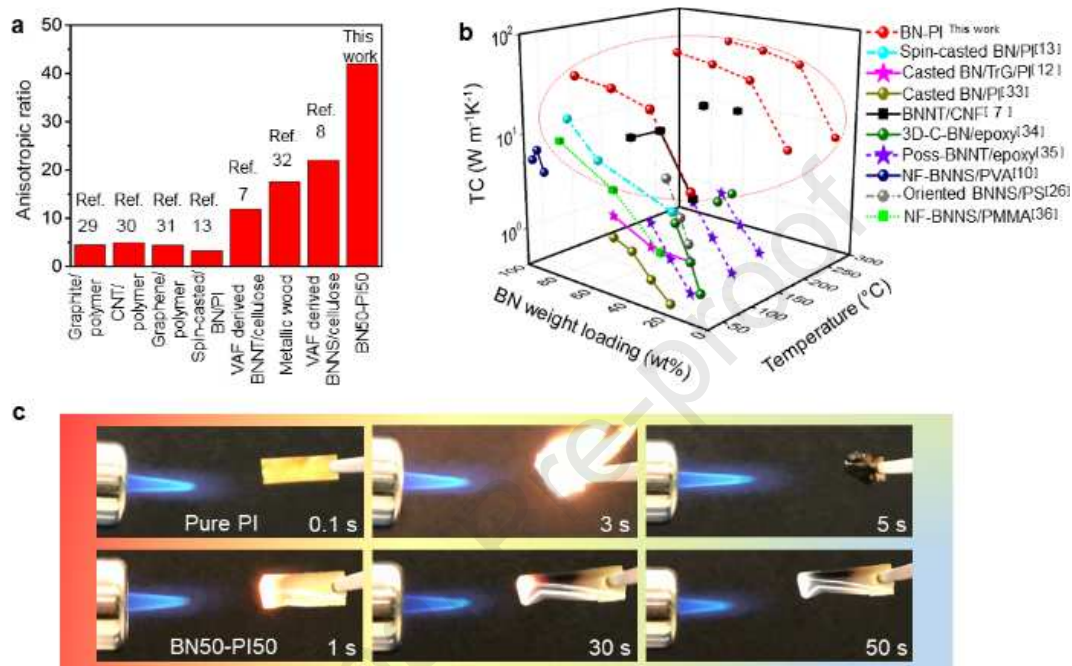 a
50
40
30
20
10
0
Anisotropic ratio
Ref.
29
Ref.
30
Ref.
31
Ref.
13
Ref.
7
Ref.
32
Ref.
8
This
work
Graphite/
polymer
CNT/
polymer
Graphene/
polymer
Spin-casted/
BN/PI
VAF derived
BNNT/cellulose
Metallic wood
VAF derived
BNNS/cellulose
BN50-PI50
b
10²
10¹
10⁰
TC (W m⁻¹K⁻¹)
100
80
60
40
20
0
BN weight loading (wt%)
50
100
150
200
250
300
Temperature (°C)
BN-PI This work
Spin-casted BN/PI[13]
Casted BN/TrG/PI[12]
Casted BN/PI[33]
BNNT/CNF[7]
3D-C-BN/epoxy[34]
Poss-BNNT/epoxy[35]
NF-BNNS/PVA[10]
Oriented BNNS/PS[26]
NF-BNNS/PMMA[36]
c
Pure PI 0.1 s
3 s
5 s
BN50-PI50 1 s
30 s
50 s
re-proof